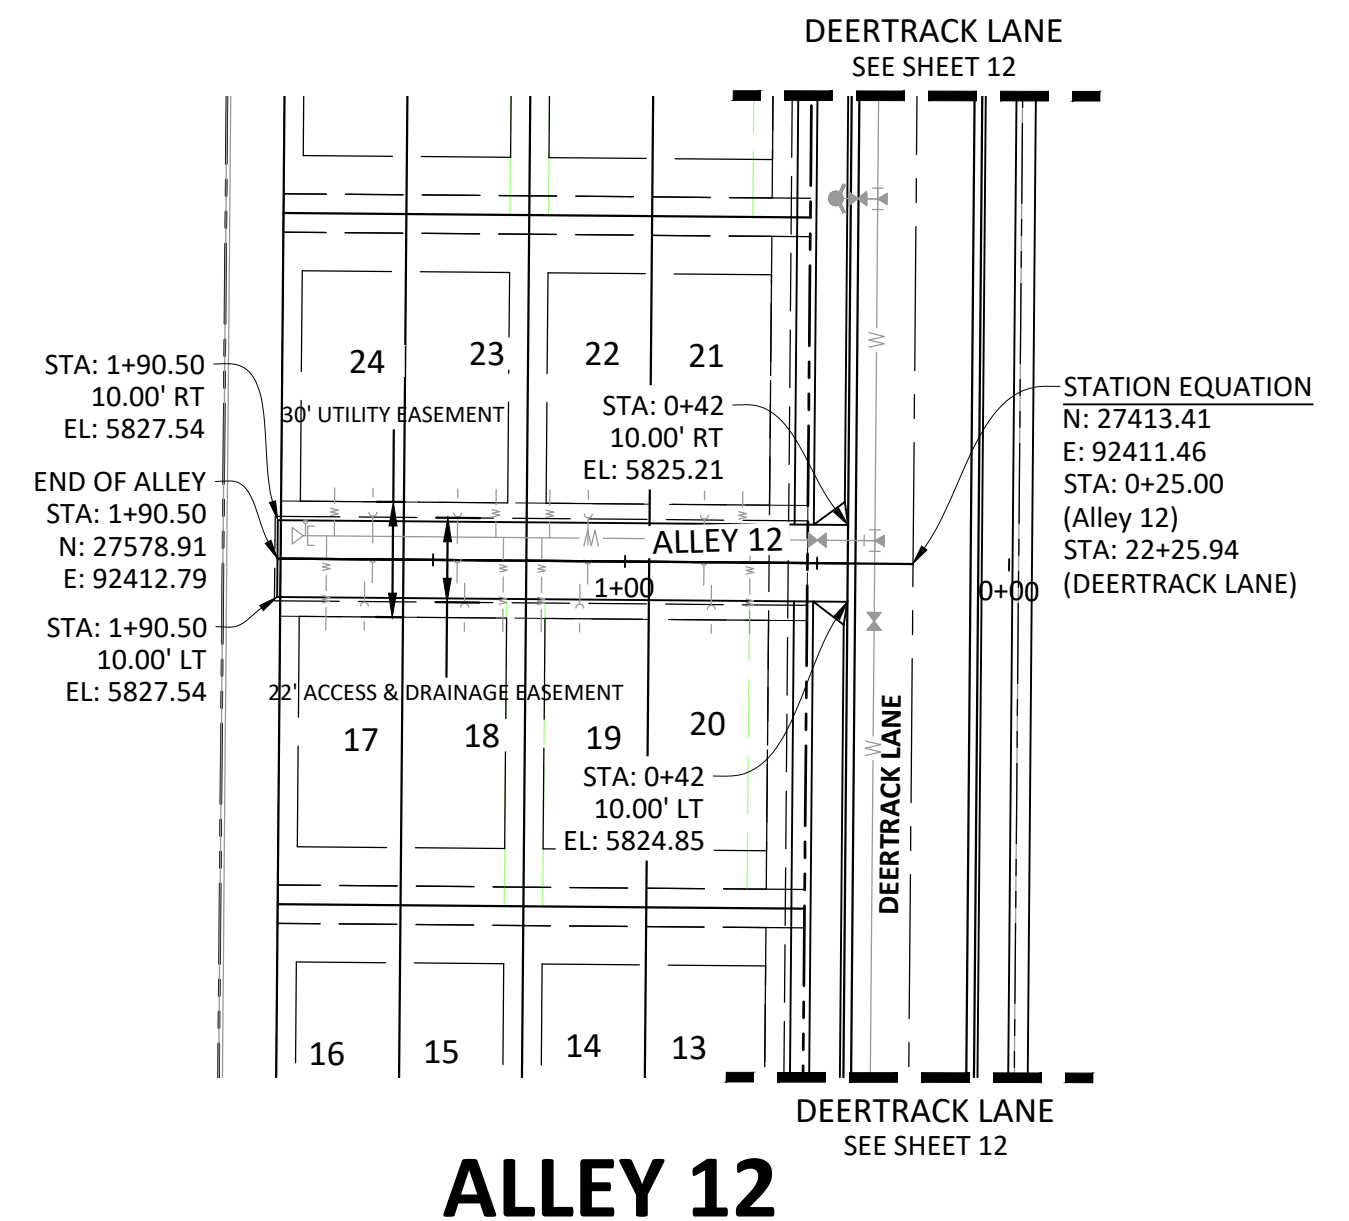 DEERTRACK LANE
SEE SHEET 12
24
23
22
21
STA: 1+90.50
10.00' RT
EL: 5827.54
30' UTILITY EASEMENT
STA: 0+42
10.00' RT
EL: 5825.21
STATION EQUATION
N: 27413.41
E: 92411.46
STA: 0+25.00
(Alley 12)
STA: 22+25.94
(DEERTRACK LANE)
END OF ALLEY
STA: 1+90.50
N: 27578.91
E: 92412.79
ALLEY 12
1+00
0+00
STA: 1+90.50
10.00' LT
EL: 5827.54
22' ACCESS & DRAINAGE EASEMENT
17
18
19
20
W
W
W
STA: 0+42
10.00' LT
EL: 5824.85
DEERTRACK LANE
16
15
14
13
DEERTRACK LANE
SEE SHEET 12
ALLEY 12